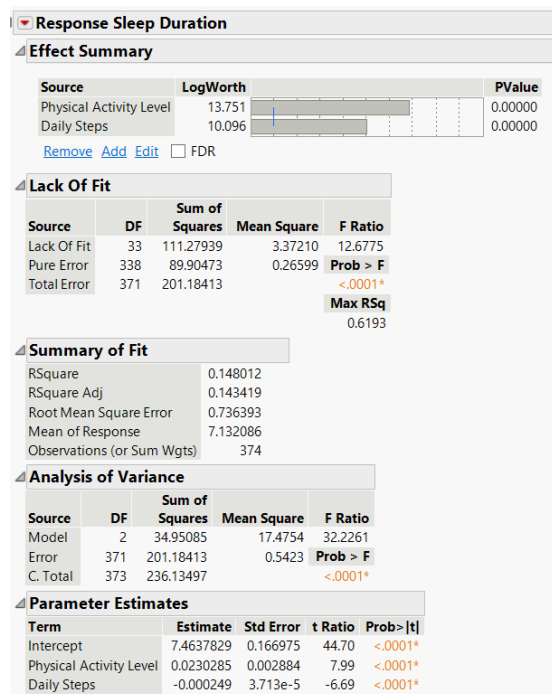 Response Sleep Duration
Effect Summary
Source LogWorth PValue
Physical Activity Level 13.751 0.00000
Daily Steps 10.096 0.00000
Remove Add Edit FDR
Lack Of Fit
Sum of
Source DF Squares Mean Square F Ratio
Lack Of Fit 33 111.27939 3.37210 12.6775
Pure Error 338 89.90473 0.26599 Prob > F
Total Error 371 201.18413 <.0001*
Max RSq
0.6193
Summary of Fit
RSquare 0.148012
RSquare Adj 0.143419
Root Mean Square Error 0.736393
Mean of Response 7.132086
Observations (or Sum Wgts) 374
Analysis of Variance
Sum of
Source DF Squares Mean Square F Ratio
Model 2 34.95085 17.4754 32.2261
Error 371 201.18413 0.5423 Prob > F
C. Total 373 236.13497 <.0001*
Parameter Estimates
Term Estimate Std Error t Ratio Prob>|t|
Intercept 7.4637829 0.166975 44.70 <.0001*
Physical Activity Level 0.0230285 0.002884 7.99 <.0001*
Daily Steps -0.000249 3.713e-5 -6.69 <.0001*